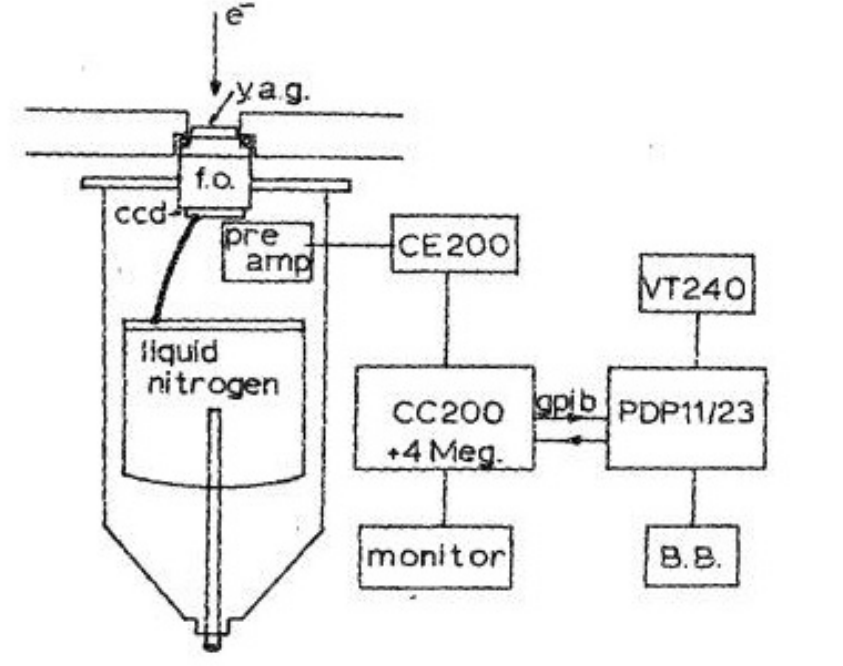 e⁻
y.a.g.
f.o.
ccd
pre
amp
CE200
VT240
liquid
nitrogen
CC200
+4 Meg.
gpib
PDP11/23
monitor
B.B.